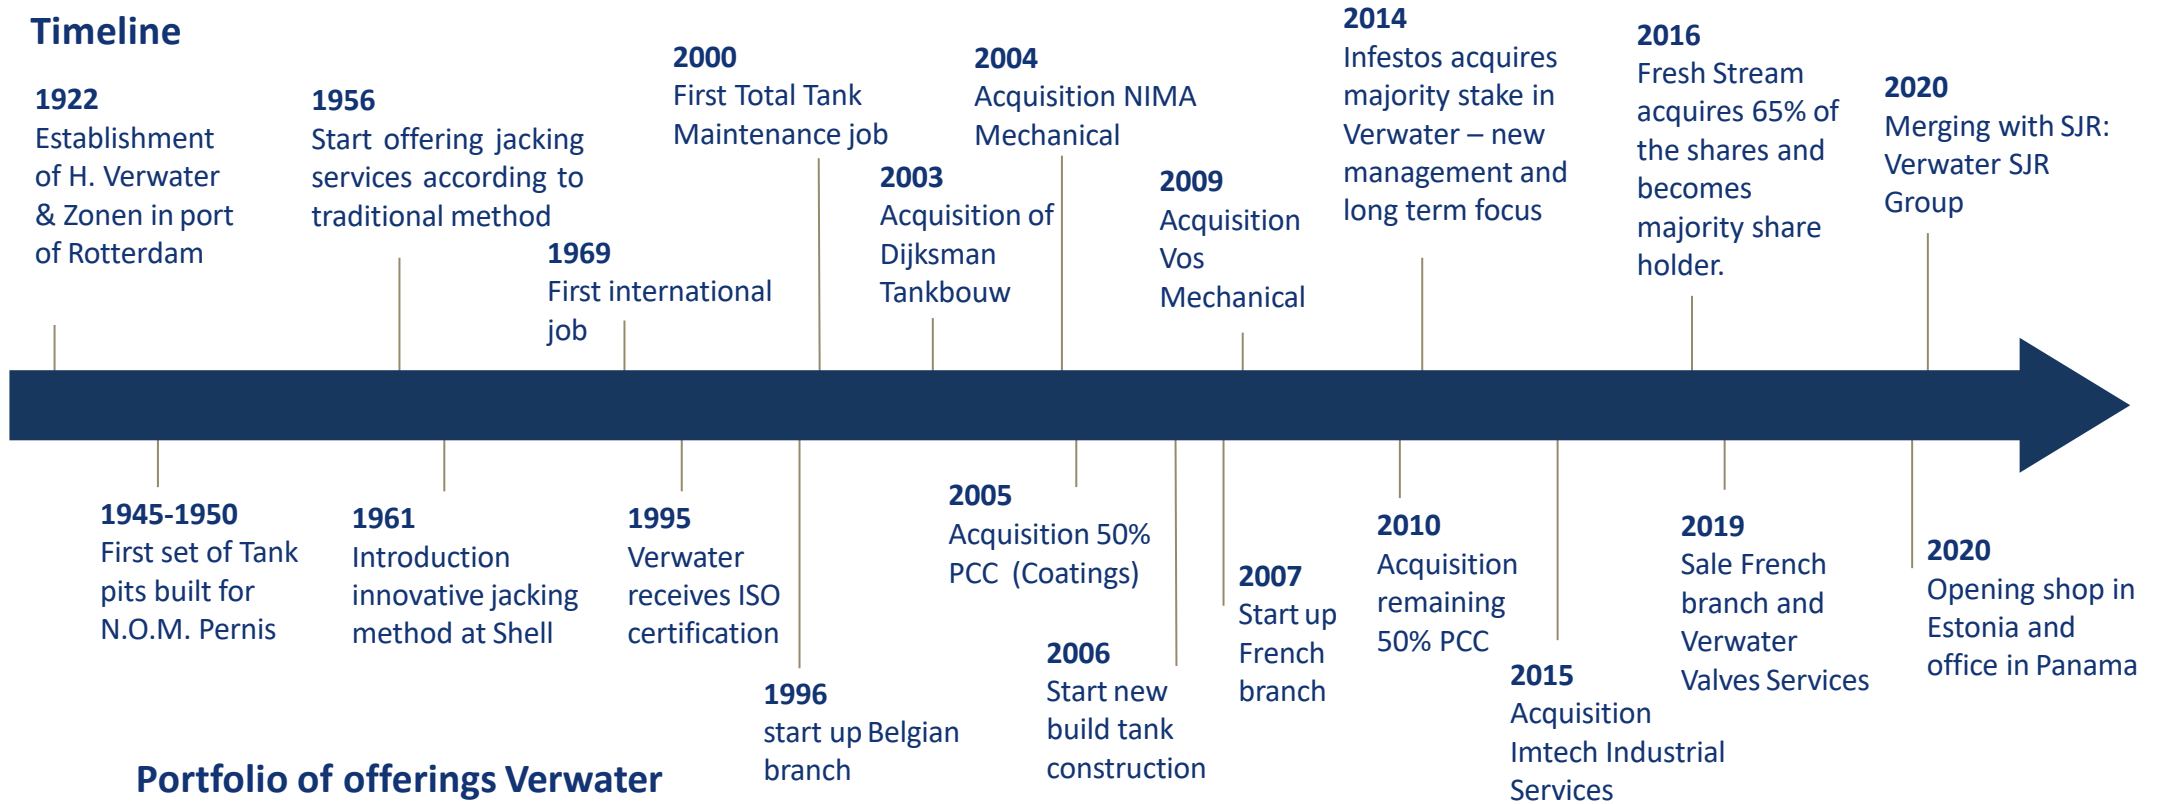 Timeline
1922
Establishment
of H. Verwater
& Zonen in port
of Rotterdam
1956
Start offering jacking
services according to
traditional method
1969
First international
job
2000
First Total Tank
Maintenance job
2003
Acquisition of
Dijksman
Tankbouw
2004
Acquisition NIMA
Mechanical
2009
Acquisition
Vos
Mechanical
2014
Infestos acquires
majority stake in
Verwater – new
management and
long term focus
2016
Fresh Stream
acquires 65% of
the shares and
becomes
majority share
holder.
2020
Merging with SJR:
Verwater SJR
Group
1945-1950
First set of Tank
pits built for
N.O.M. Pernis
1961
Introduction
innovative jacking
method at Shell
1995
Verwater
receives ISO
certification
1996
start up Belgian
branch
2005
Acquisition 50%
PCC (Coatings)
2006
Start new
build tank
construction
2007
Start up
French
branch
2010
Acquisition
remaining
50% PCC
2015
Acquisition
Imtech Industrial
Services
2019
Sale French
branch and
Verwater
Valves Services
2020
Opening shop in
Estonia and
office in Panama
Portfolio of offerings Verwater